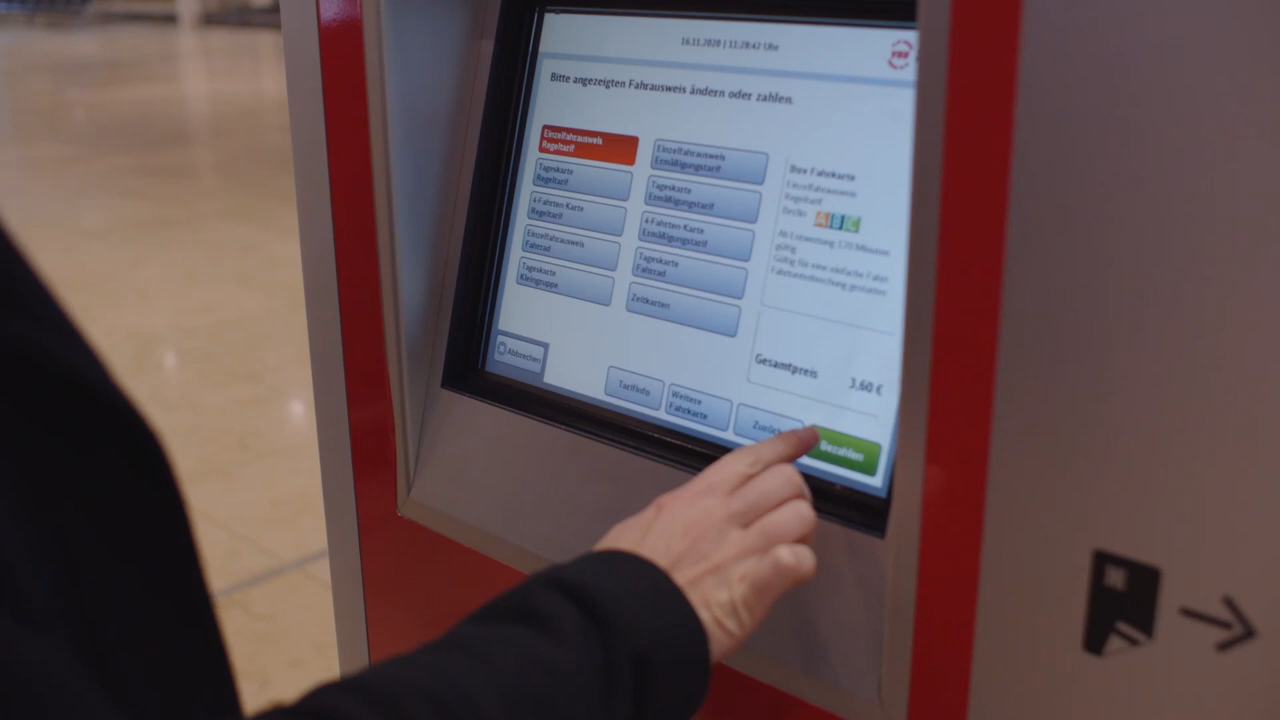 16.11.2020 | 11:28:42 Uhr
VBB
Bitte angezeigten Fahrausweis ändern oder zahlen.
Einzelfahrausweis
Regeltarif
Einzelfahrausweis
Ermäßigungstarif
Tageskarte
Regeltarif
Tageskarte
Ermäßigungstarif
4-Fahrten-Karte
Regeltarif
4-Fahrten-Karte
Ermäßigungstarif
Einzelfahrausweis
Fahrrad
Tageskarte
Fahrrad
Tageskarte
Kleingruppe
Zeitkarten
Ihre Fahrkarte
Einzelfahrausweis
Regeltarif
Berlin ABC
Ab Entwertung 120 Minuten
gültig
Gültig für eine einfache Fahrt
Fahrtunterbrechung gestattet
Gesamtpreis
3,60 €
Abbrechen
Tarifinfo
Weitere
Fahrkarte
Zurück
Bezahlen